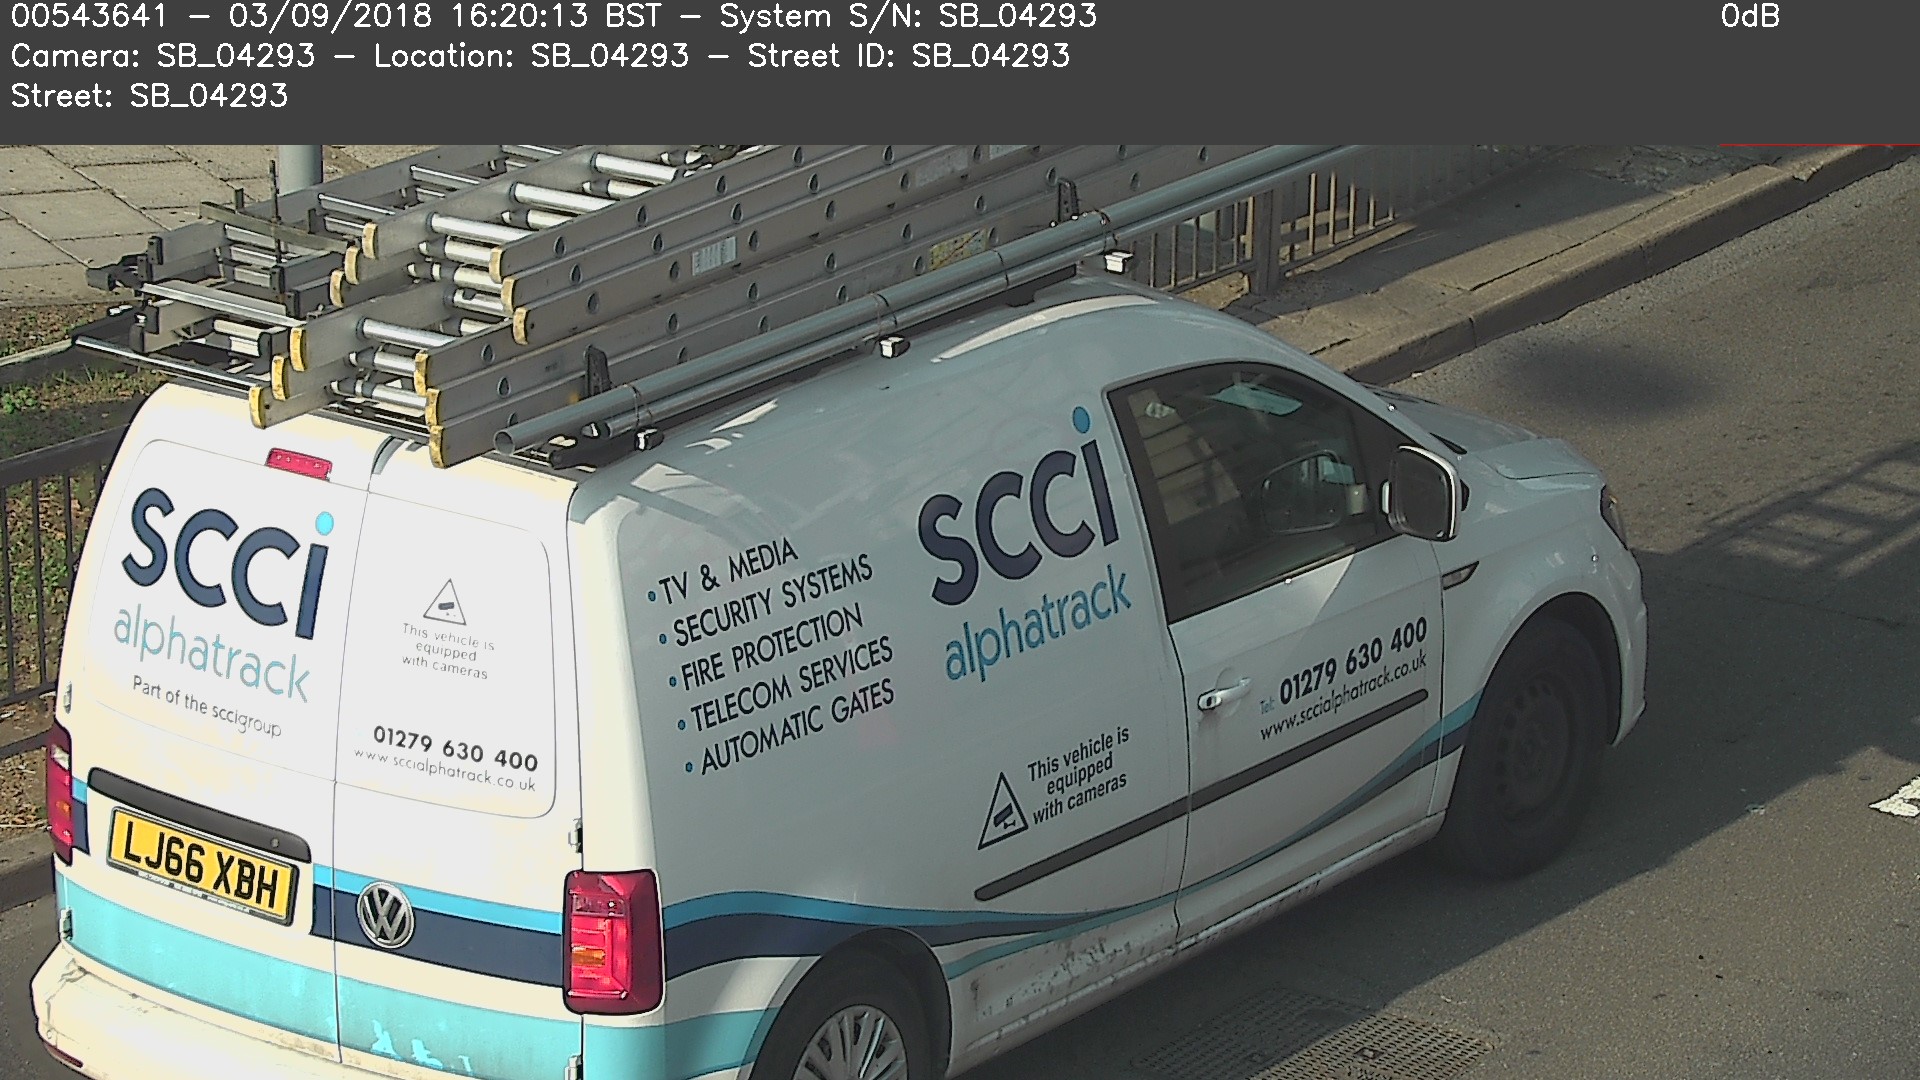 00543641 – 03/09/2018 16:20:13 BST – System S/N: SB_04293
0dB
Camera: SB_04293 – Location: SB_04293 – Street ID: SB_04293
Street: SB_04293
scci
alphatrack
Part of the sccigroup
This vehicle is
equipped
with cameras
01279 630 400
www.sccialphatrack.co.uk
LJ66 XBH
• TV & MEDIA
• SECURITY SYSTEMS
• FIRE PROTECTION
• TELECOM SERVICES
• AUTOMATIC GATES
scci
alphatrack
This vehicle is
equipped
with cameras
Tel: 01279 630 400
www.sccialphatrack.co.uk